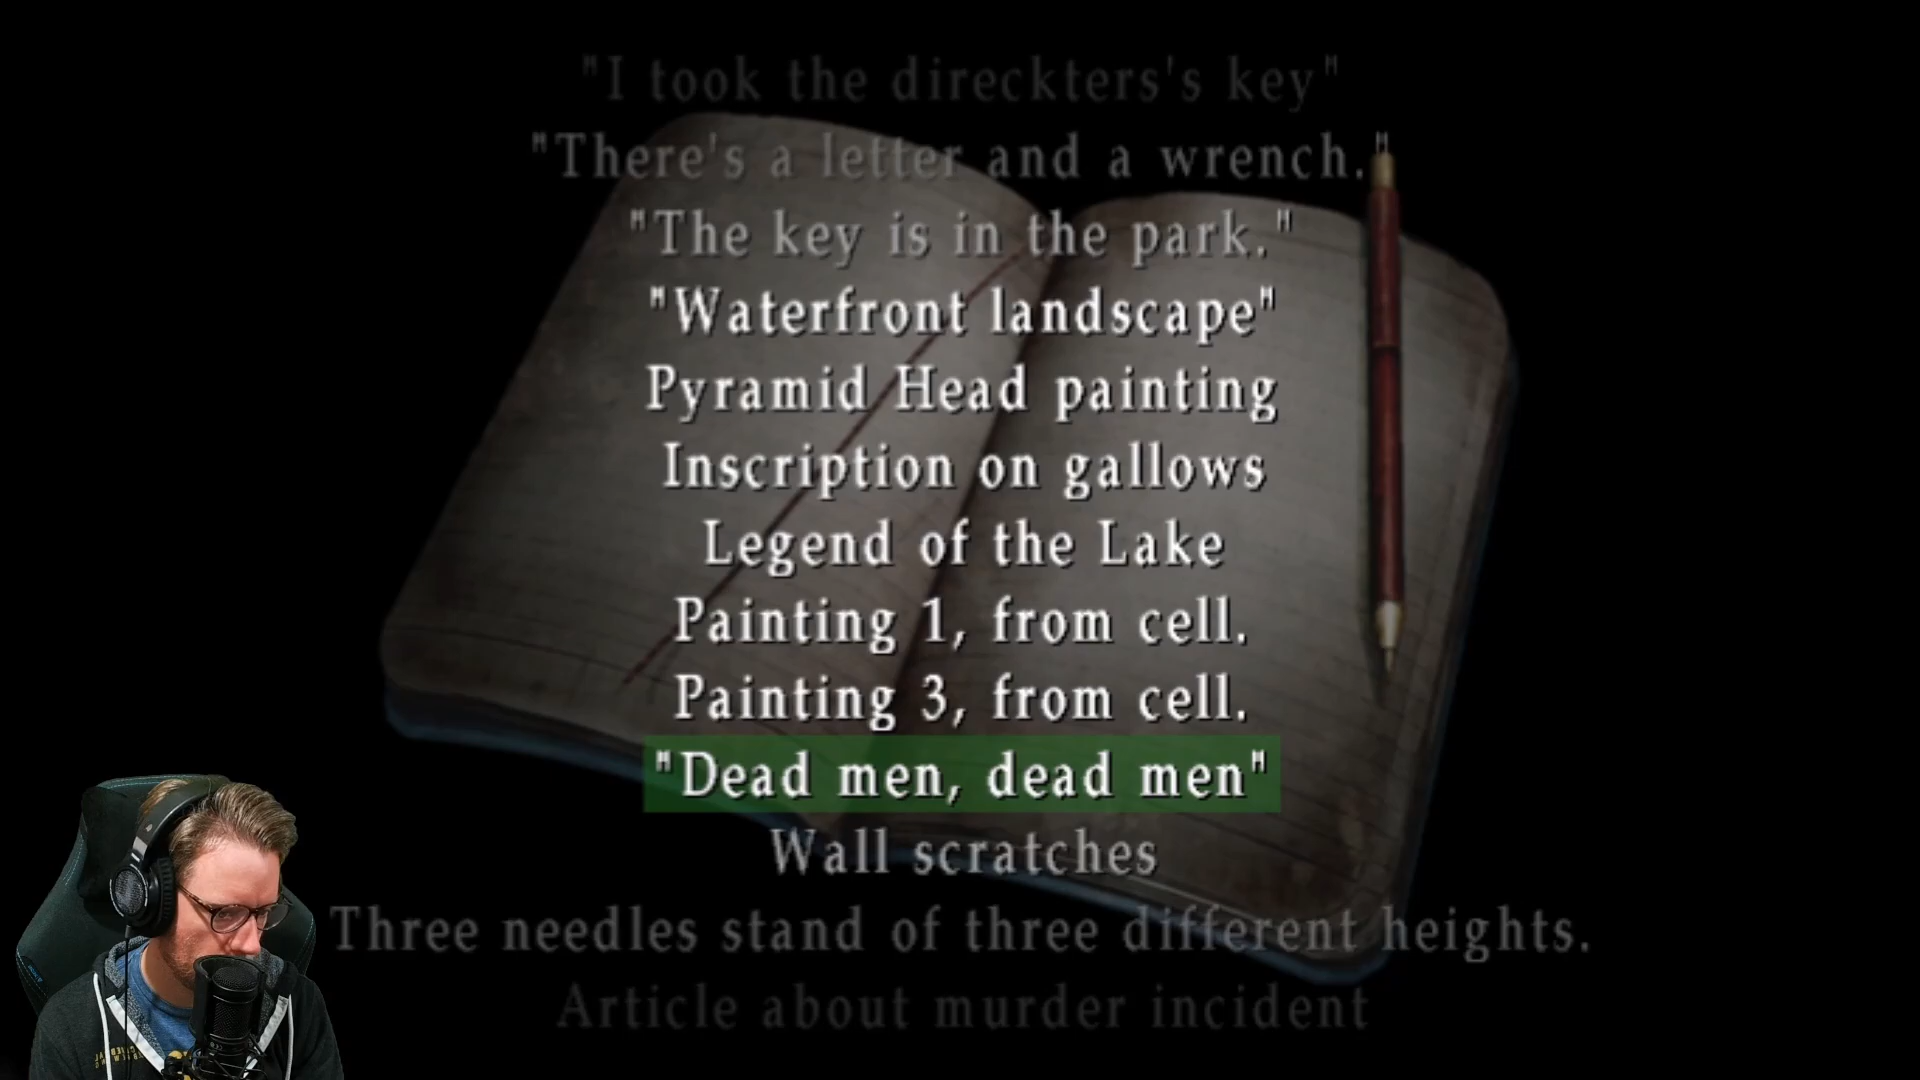 "I took the direckters's key"
"There's a letter and a wrench."
"The key is in the park."
"Waterfront landscape"
Pyramid Head painting
Inscription on gallows
Legend of the Lake
Painting 1, from cell.
Painting 3, from cell.
"Dead men, dead men"
Wall scratches
Three needles stand of three different heights.
Article about murder incident